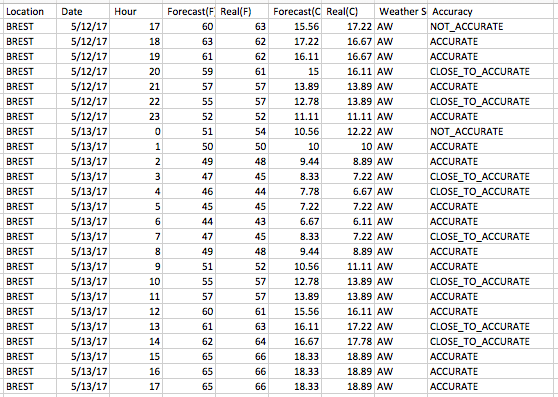 Location Date Hour Forecast(F Real(F) Forecast(C Real(C) Weather S Accuracy
BREST 5/12/17 17 60 63 15.56 17.22 AW NOT_ACCURATE
BREST 5/12/17 18 63 62 17.22 16.67 AW ACCURATE
BREST 5/12/17 19 61 62 16.11 16.67 AW ACCURATE
BREST 5/12/17 20 59 61 15 16.11 AW CLOSE_TO_ACCURATE
BREST 5/12/17 21 57 57 13.89 13.89 AW ACCURATE
BREST 5/12/17 22 55 57 12.78 13.89 AW CLOSE_TO_ACCURATE
BREST 5/12/17 23 52 52 11.11 11.11 AW ACCURATE
BREST 5/13/17 0 51 54 10.56 12.22 AW NOT_ACCURATE
BREST 5/13/17 1 50 50 10 10 AW ACCURATE
BREST 5/13/17 2 49 48 9.44 8.89 AW ACCURATE
BREST 5/13/17 3 47 45 8.33 7.22 AW CLOSE_TO_ACCURATE
BREST 5/13/17 4 46 44 7.78 6.67 AW CLOSE_TO_ACCURATE
BREST 5/13/17 5 45 45 7.22 7.22 AW ACCURATE
BREST 5/13/17 6 44 43 6.67 6.11 AW ACCURATE
BREST 5/13/17 7 47 45 8.33 7.22 AW CLOSE_TO_ACCURATE
BREST 5/13/17 8 49 48 9.44 8.89 AW ACCURATE
BREST 5/13/17 9 51 52 10.56 11.11 AW ACCURATE
BREST 5/13/17 10 55 57 12.78 13.89 AW CLOSE_TO_ACCURATE
BREST 5/13/17 11 57 57 13.89 13.89 AW ACCURATE
BREST 5/13/17 12 60 61 15.56 16.11 AW ACCURATE
BREST 5/13/17 13 61 63 16.11 17.22 AW CLOSE_TO_ACCURATE
BREST 5/13/17 14 62 64 16.67 17.78 AW CLOSE_TO_ACCURATE
BREST 5/13/17 15 65 66 18.33 18.89 AW ACCURATE
BREST 5/13/17 16 65 66 18.33 18.89 AW ACCURATE
BREST 5/13/17 17 65 66 18.33 18.89 AW ACCURATE